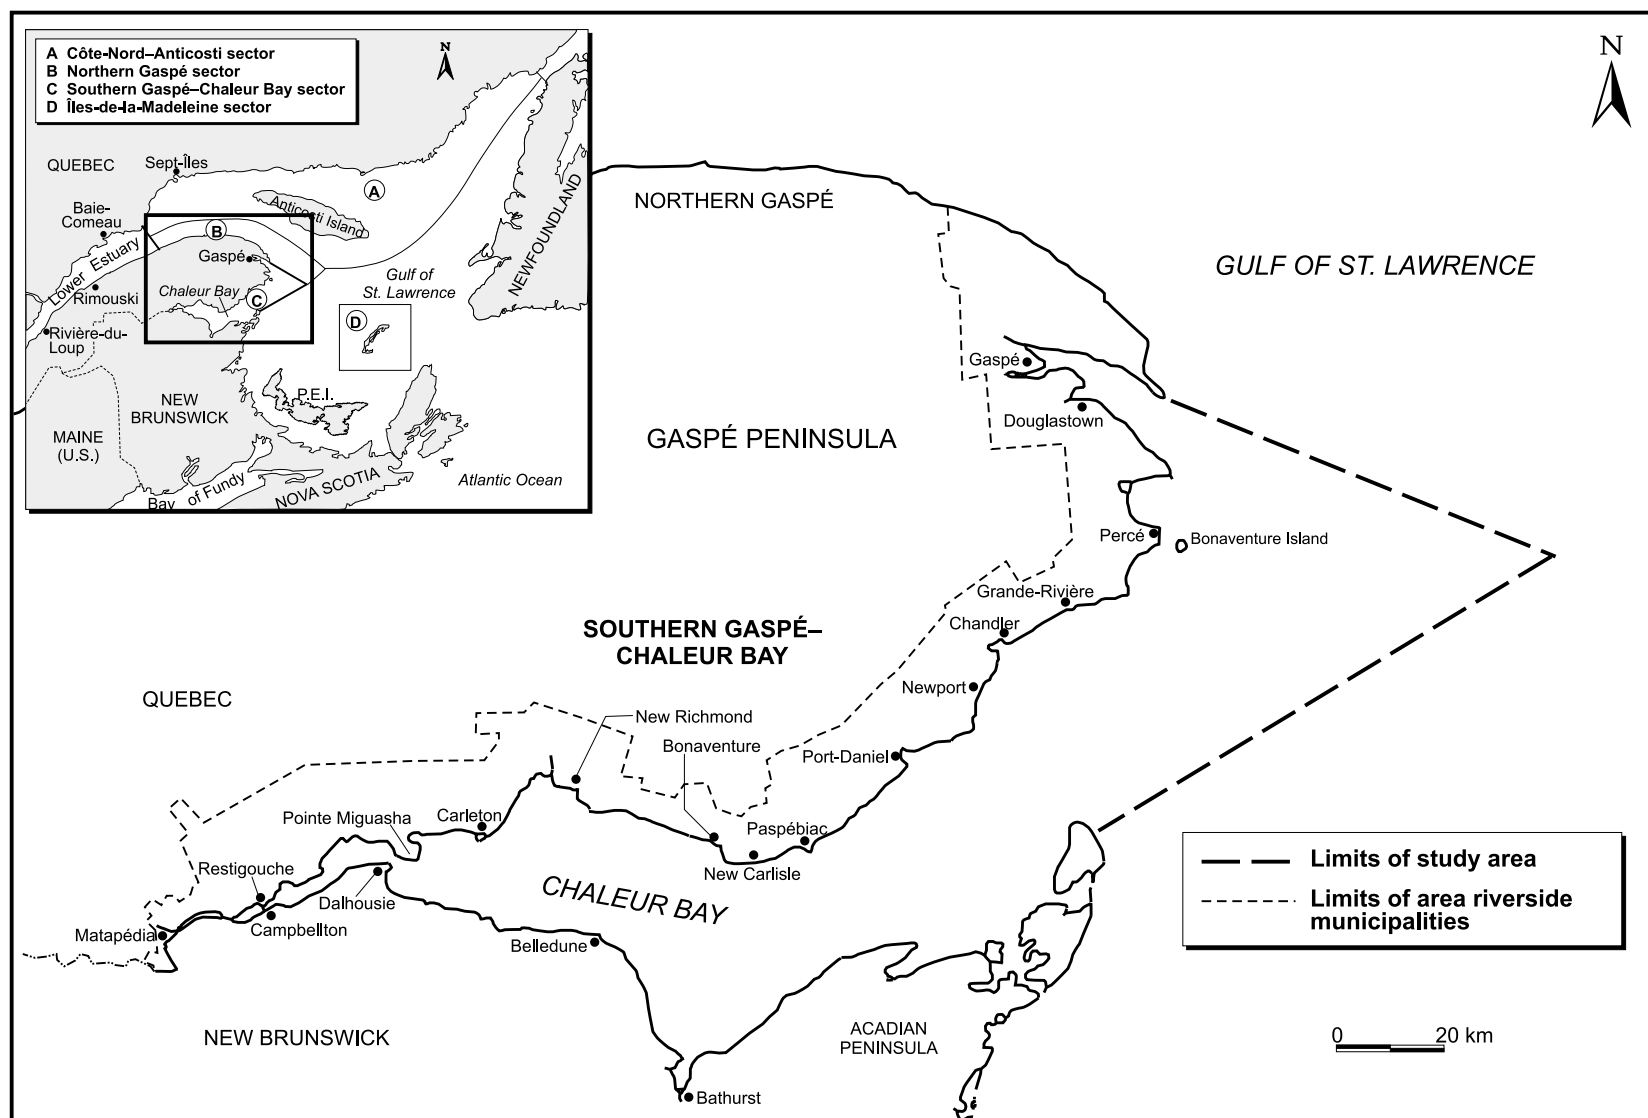 A Côte-Nord–Anticosti sector
B Northern Gaspé sector
C Southern Gaspé–Chaleur Bay sector
D Îles-de-la-Madeleine sector
N
QUEBEC
Sept-Îles
A
Baie-
Comeau
Anticosti Island
B
Lower Estuary
Gaspé
NEWFOUNDLAND
Gulf of
St. Lawrence
Rimouski
Chaleur Bay
C
D
Rivière-du-
Loup
P.E.I.
NEW
BRUNSWICK
MAINE
(U.S.)
Bay of Fundy
NOVA SCOTIA
Atlantic Ocean
N
NORTHERN GASPÉ
GULF OF ST. LAWRENCE
Gaspé
Douglastown
GASPÉ PENINSULA
Percé
Bonaventure Island
Grande-Rivière
Chandler
SOUTHERN GASPÉ–
CHALEUR BAY
Newport
QUEBEC
New Richmond
Bonaventure
Port-Daniel
Pointe Miguasha
Carleton
Paspébiac
New Carlisle
Restigouche
Dalhousie
CHALEUR BAY
Matapédia
Campbellton
Belledune
NEW BRUNSWICK
ACADIAN
PENINSULA
Bathurst
Limits of study area
Limits of area riverside
municipalities
0 20 km